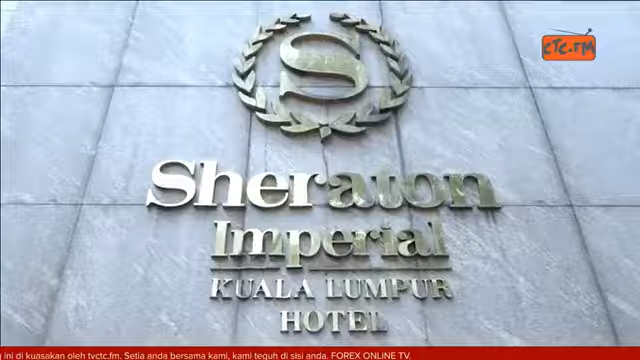 CTC.FM
S
Sheraton
Imperial
KUALA LUMPUR
HOTEL
ini di kuasakan oleh tvctc.fm. Setia anda bersama kami, kami teguh di sisi anda. FOREX ONLINE TV.